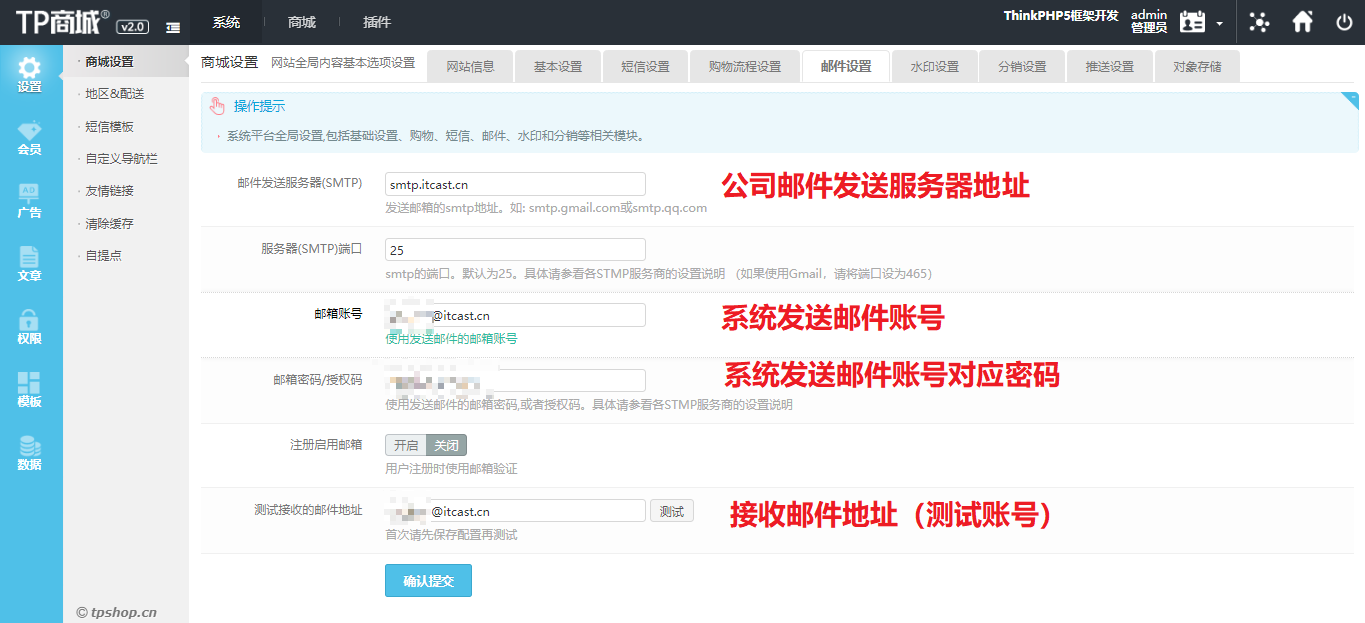 TP商城® v2.0 系统 商城 插件 ThinkPHP5框架开发 admin
管理员
设置
会员
AD
广告
文章
权限
模板
数据
· 商城设置
· 地区&配送
· 短信模板
· 自定义导航栏
· 友情链接
· 清除缓存
· 自提点
© tpshop.cn
商城设置 网站全局内容基本选项设置 网站信息 基本设置 短信设置 购物流程设置 邮件设置 水印设置 分销设置 推送设置 对象存储
操作提示
· 系统平台全局设置,包括基础设置、购物、短信、邮件、水印和分销等相关模块。
邮件发送服务器(SMTP) smtp.itcast.cn 公司邮件发送服务器地址
发送邮箱的smtp地址。如: smtp.gmail.com或smtp.qq.com
服务器(SMTP)端口 25
smtp的端口。默认为25。具体请参看各STMP服务商的设置说明 （如果使用Gmail，请将端口设为465）
邮箱账号 @itcast.cn 系统发送邮件账号
使用发送邮件的邮箱账号
邮箱密码/授权码 系统发送邮件账号对应密码
使用发送邮件的邮箱密码,或者授权码。具体请参看各STMP服务商的设置说明
注册启用邮箱 开启 关闭
用户注册时使用邮箱验证
测试接收的邮件地址 @itcast.cn 测试 接收邮件地址（测试账号）
首次请先保存配置再测试
确认提交